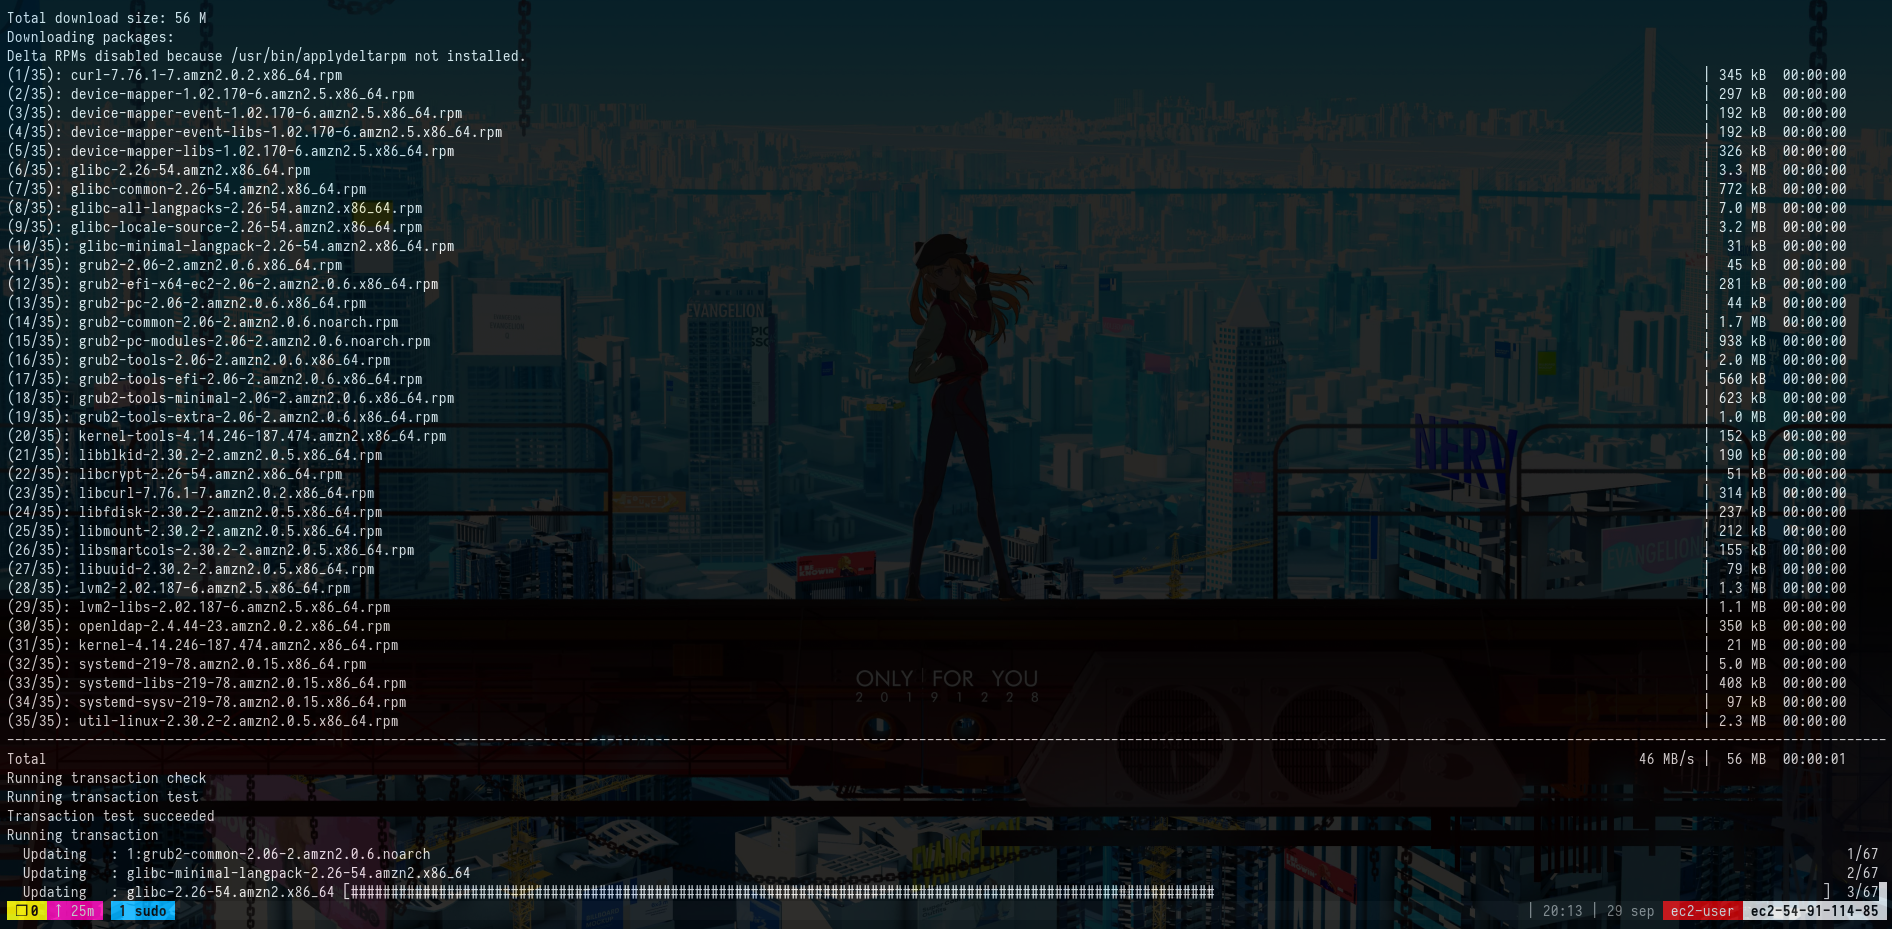 Total download size: 56 M
Downloading packages:
Delta RPMs disabled because /usr/bin/applydeltarpm not installed.
(1/35): curl-7.76.1-7.amzn2.0.2.x86_64.rpm | 345 kB 00:00:00
(2/35): device-mapper-1.02.170-6.amzn2.5.x86_64.rpm | 297 kB 00:00:00
(3/35): device-mapper-event-1.02.170-6.amzn2.5.x86_64.rpm | 192 kB 00:00:00
(4/35): device-mapper-event-libs-1.02.170-6.amzn2.5.x86_64.rpm | 192 kB 00:00:00
(5/35): device-mapper-libs-1.02.170-6.amzn2.5.x86_64.rpm | 326 kB 00:00:00
(6/35): glibc-2.26-54.amzn2.x86_64.rpm | 3.3 MB 00:00:00
(7/35): glibc-common-2.26-54.amzn2.x86_64.rpm | 772 kB 00:00:00
(8/35): glibc-all-langpacks-2.26-54.amzn2.x86_64.rpm | 7.0 MB 00:00:00
(9/35): glibc-locale-source-2.26-54.amzn2.x86_64.rpm | 3.2 MB 00:00:00
(10/35): glibc-minimal-langpack-2.26-54.amzn2.x86_64.rpm | 31 kB 00:00:00
(11/35): grub2-2.06-2.amzn2.0.6.x86_64.rpm | 45 kB 00:00:00
(12/35): grub2-efi-x64-ec2-2.06-2.amzn2.0.6.x86_64.rpm | 281 kB 00:00:00
(13/35): grub2-pc-2.06-2.amzn2.0.6.x86_64.rpm | 44 kB 00:00:00
(14/35): grub2-common-2.06-2.amzn2.0.6.noarch.rpm | 1.7 MB 00:00:00
(15/35): grub2-pc-modules-2.06-2.amzn2.0.6.noarch.rpm | 938 kB 00:00:00
(16/35): grub2-tools-2.06-2.amzn2.0.6.x86_64.rpm | 2.0 MB 00:00:00
(17/35): grub2-tools-efi-2.06-2.amzn2.0.6.x86_64.rpm | 560 kB 00:00:00
(18/35): grub2-tools-minimal-2.06-2.amzn2.0.6.x86_64.rpm | 623 kB 00:00:00
(19/35): grub2-tools-extra-2.06-2.amzn2.0.6.x86_64.rpm | 1.0 MB 00:00:00
(20/35): kernel-tools-4.14.246-187.474.amzn2.x86_64.rpm | 152 kB 00:00:00
(21/35): libblkid-2.30.2-2.amzn2.0.5.x86_64.rpm | 190 kB 00:00:00
(22/35): libcrypt-2.26-54.amzn2.x86_64.rpm | 51 kB 00:00:00
(23/35): libcurl-7.76.1-7.amzn2.0.2.x86_64.rpm | 314 kB 00:00:00
(24/35): libfdisk-2.30.2-2.amzn2.0.5.x86_64.rpm | 237 kB 00:00:00
(25/35): libmount-2.30.2-2.amzn2.0.5.x86_64.rpm | 212 kB 00:00:00
(26/35): libsmartcols-2.30.2-2.amzn2.0.5.x86_64.rpm | 155 kB 00:00:00
(27/35): libuuid-2.30.2-2.amzn2.0.5.x86_64.rpm | 79 kB 00:00:00
(28/35): lvm2-2.02.187-6.amzn2.5.x86_64.rpm | 1.3 MB 00:00:00
(29/35): lvm2-libs-2.02.187-6.amzn2.5.x86_64.rpm | 1.1 MB 00:00:00
(30/35): openldap-2.4.44-23.amzn2.0.2.x86_64.rpm | 350 kB 00:00:00
(31/35): kernel-4.14.246-187.474.amzn2.x86_64.rpm | 21 MB 00:00:00
(32/35): systemd-219-78.amzn2.0.15.x86_64.rpm | 5.0 MB 00:00:00
(33/35): systemd-libs-219-78.amzn2.0.15.x86_64.rpm | 408 kB 00:00:00
(34/35): systemd-sysv-219-78.amzn2.0.15.x86_64.rpm | 97 kB 00:00:00
(35/35): util-linux-2.30.2-2.amzn2.0.5.x86_64.rpm | 2.3 MB 00:00:00
Total 46 MB/s | 56 MB 00:00:01
Running transaction check
Running transaction test
Transaction test succeeded
Running transaction
Updating : 1:grub2-common-2.06-2.amzn2.0.6.noarch 1/67
Updating : glibc-minimal-langpack-2.26-54.amzn2.x86_64 2/67
Updating : glibc-2.26-54.amzn2.x86_64 [############################################################################################################ ] 3/67
❐ 0 ↑ 25m 1 sudo | 20:13 | 29 sep ec2-user ec2-54-91-114-85
EVANGELION
NERV
EVANGELION
ONLY FOR YOU
20191228